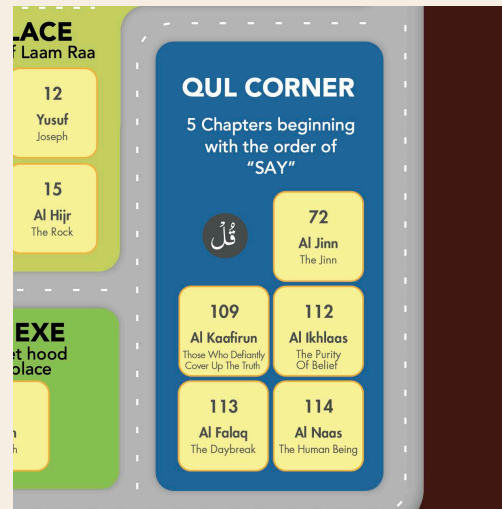 LACE
f Laam Raa
12
Yusuf
Joseph
15
Al Hijr
The Rock
EXE
et hood
place
h
QUL CORNER
5 Chapters beginning
with the order of
“SAY”
قُلْ
72
Al Jinn
The Jinn
109
Al Kaafirun
Those Who Defiantly
Cover Up The Truth
112
Al Ikhlaas
The Purity
Of Belief
113
Al Falaq
The Daybreak
114
Al Naas
The Human Being